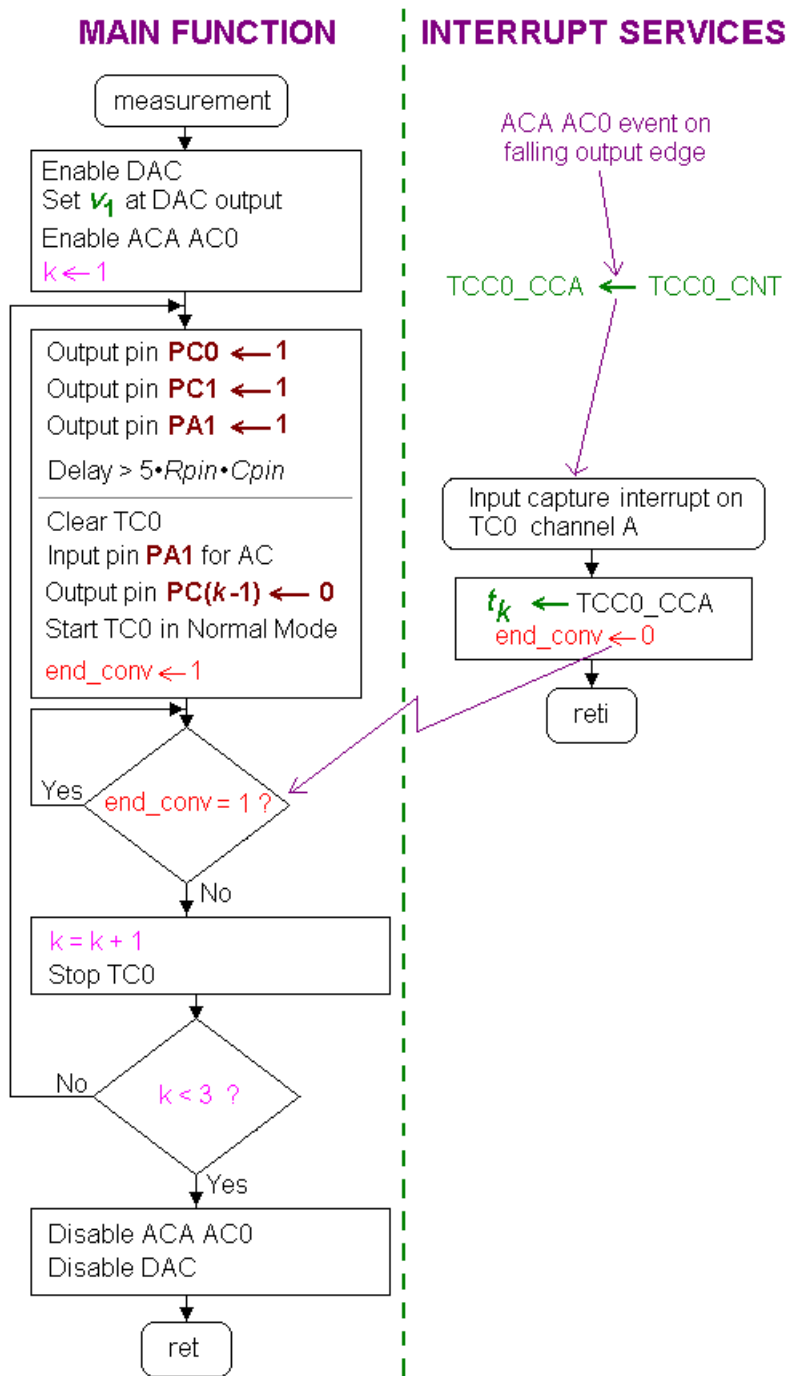 MAIN FUNCTION
measurement
Enable DAC
Set v1 at DAC output
Enable ACA AC0
k ← 1
Output pin PC0 ← 1
Output pin PC1 ← 1
Output pin PA1 ← 1
Delay > 5•Rpin•Cpin
Clear TC0
Input pin PA1 for AC
Output pin PC(k-1) ← 0
Start TC0 in Normal Mode
end_conv ← 1
Yes
end_conv = 1 ?
No
k = k + 1
Stop TC0
No
k < 3 ?
Yes
Disable ACA AC0
Disable DAC
ret
INTERRUPT SERVICES
ACA AC0 event on
falling output edge
TCC0_CCA ← TCC0_CNT
Input capture interrupt on
TC0 channel A
tk ← TCC0_CCA
end_conv ← 0
reti